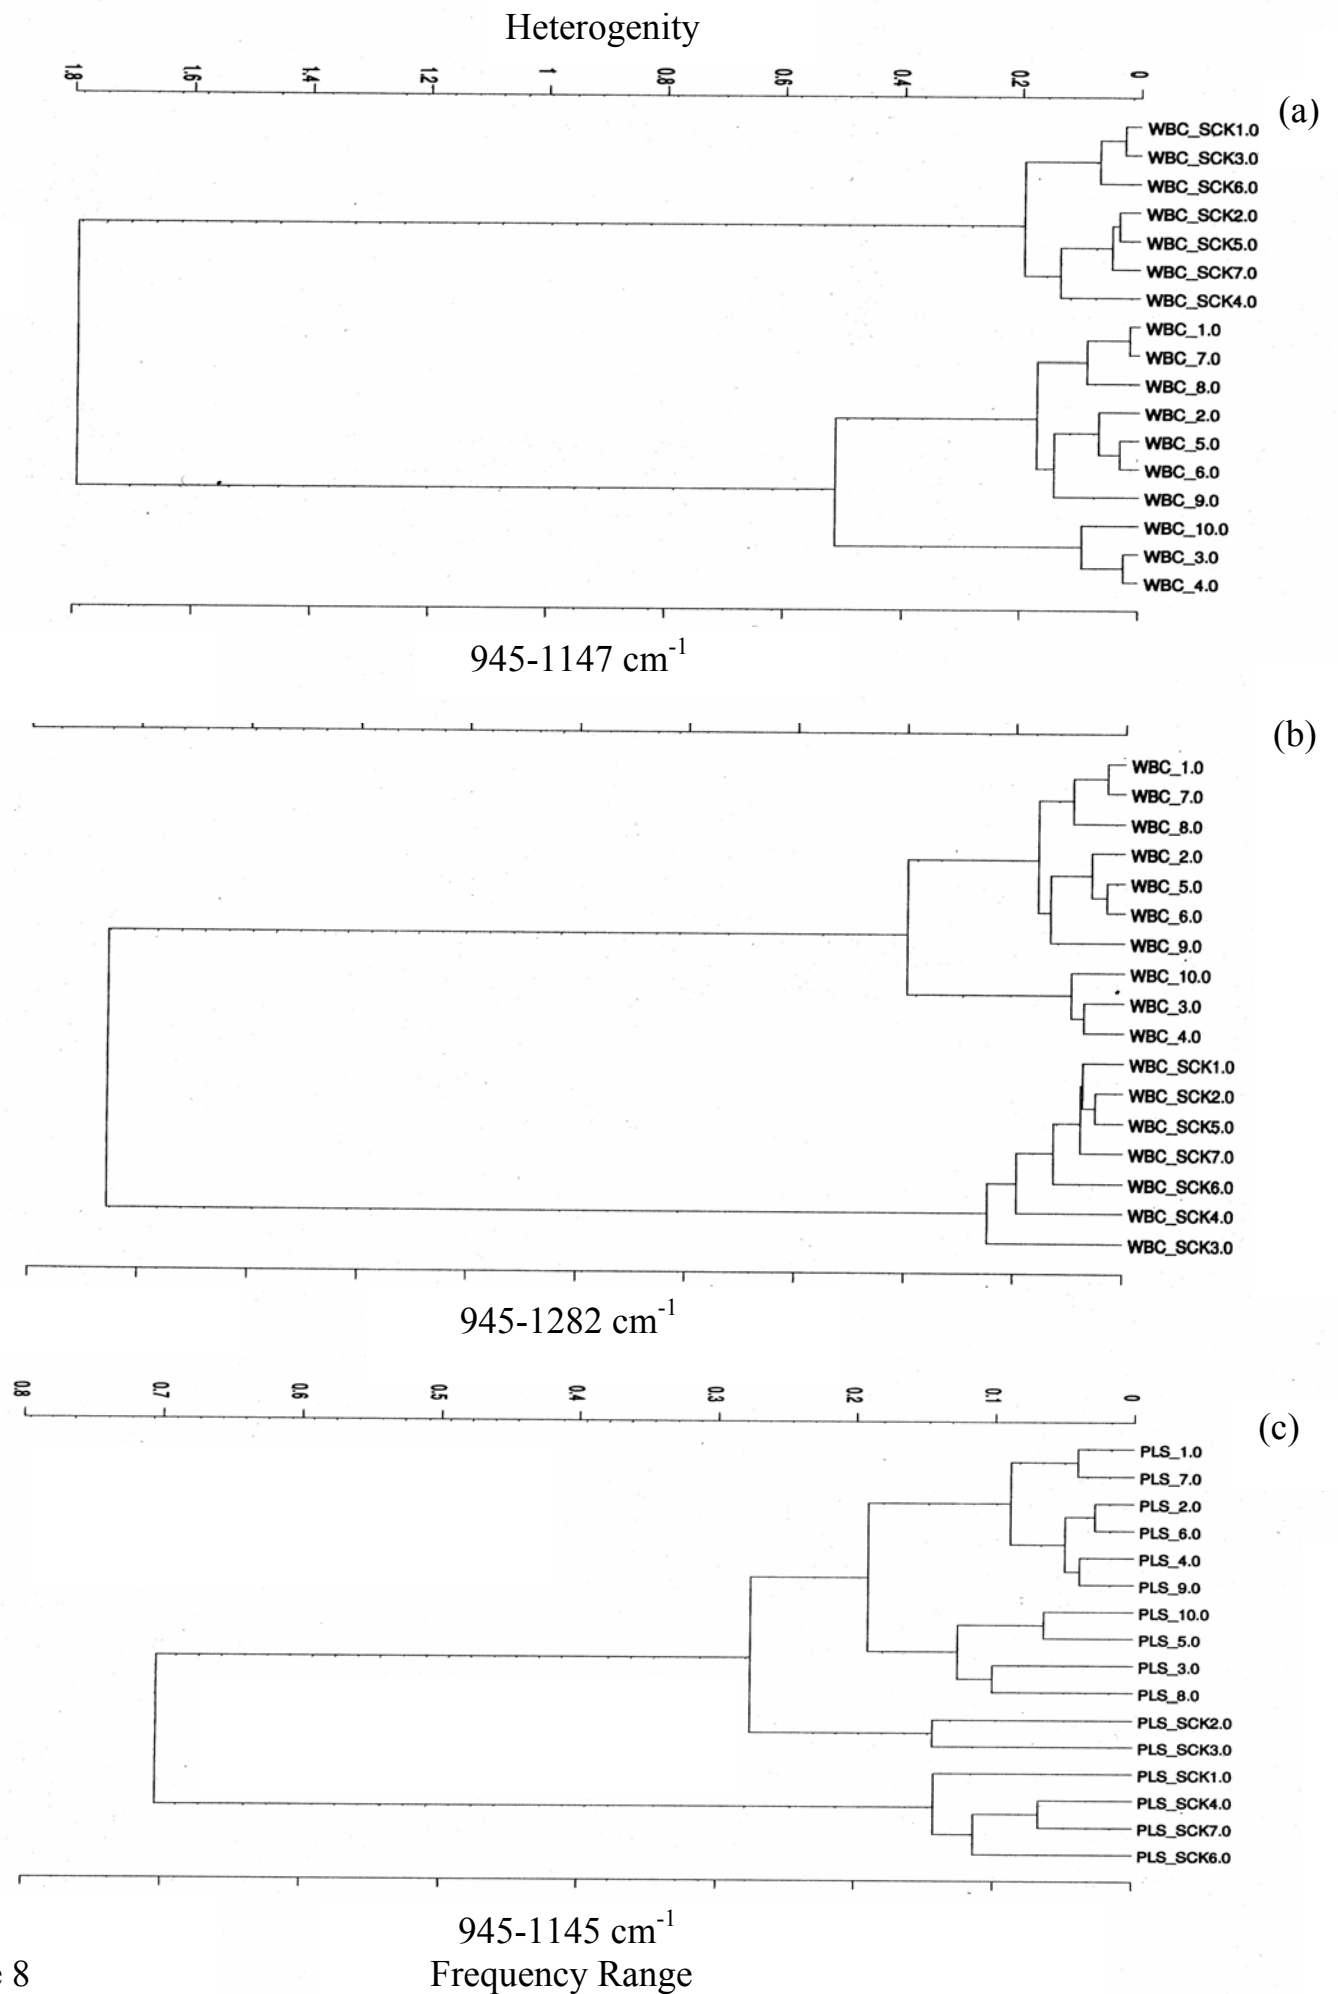 Heterogenity
1.8 1.6 1.4 1.2 1 0.8 0.6 0.4 0.2 0
(a)
WBC_SCK1.0
WBC_SCK3.0
WBC_SCK6.0
WBC_SCK2.0
WBC_SCK5.0
WBC_SCK7.0
WBC_SCK4.0
WBC_1.0
WBC_7.0
WBC_8.0
WBC_2.0
WBC_5.0
WBC_6.0
WBC_9.0
WBC_10.0
WBC_3.0
WBC_4.0
945-1147 cm-1
(b)
WBC_1.0
WBC_7.0
WBC_8.0
WBC_2.0
WBC_5.0
WBC_6.0
WBC_9.0
WBC_10.0
WBC_3.0
WBC_4.0
WBC_SCK1.0
WBC_SCK2.0
WBC_SCK5.0
WBC_SCK7.0
WBC_SCK6.0
WBC_SCK4.0
WBC_SCK3.0
945-1282 cm-1
0.8 0.7 0.6 0.5 0.4 0.3 0.2 0.1 0
(c)
PLS_1.0
PLS_7.0
PLS_2.0
PLS_6.0
PLS_4.0
PLS_9.0
PLS_10.0
PLS_5.0
PLS_3.0
PLS_8.0
PLS_SCK2.0
PLS_SCK3.0
PLS_SCK1.0
PLS_SCK4.0
PLS_SCK7.0
PLS_SCK6.0
945-1145 cm-1
Frequency Range
8